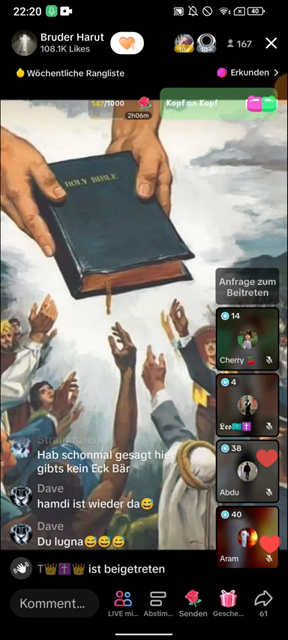 22:20
40
Bruder Harut
108.1K Likes
167
Wöchentliche Rangliste
Erkunden >
147/1000
2h06m
Kopf an Kopf
HOLY BIBLE
Anfrage zum
Beitreten
14
Cherry
4
Leo
38
Abdu
40
Aram
Hab schonmal gesagt hier
gibts kein Eck Bär
Dave
hamdi ist wieder da😅
Dave
Du lugna😅😅😅
T👑✝️👑 ist beigetreten
Komment...
LIVE mi...
Abstim...
Senden
Gesche...
61